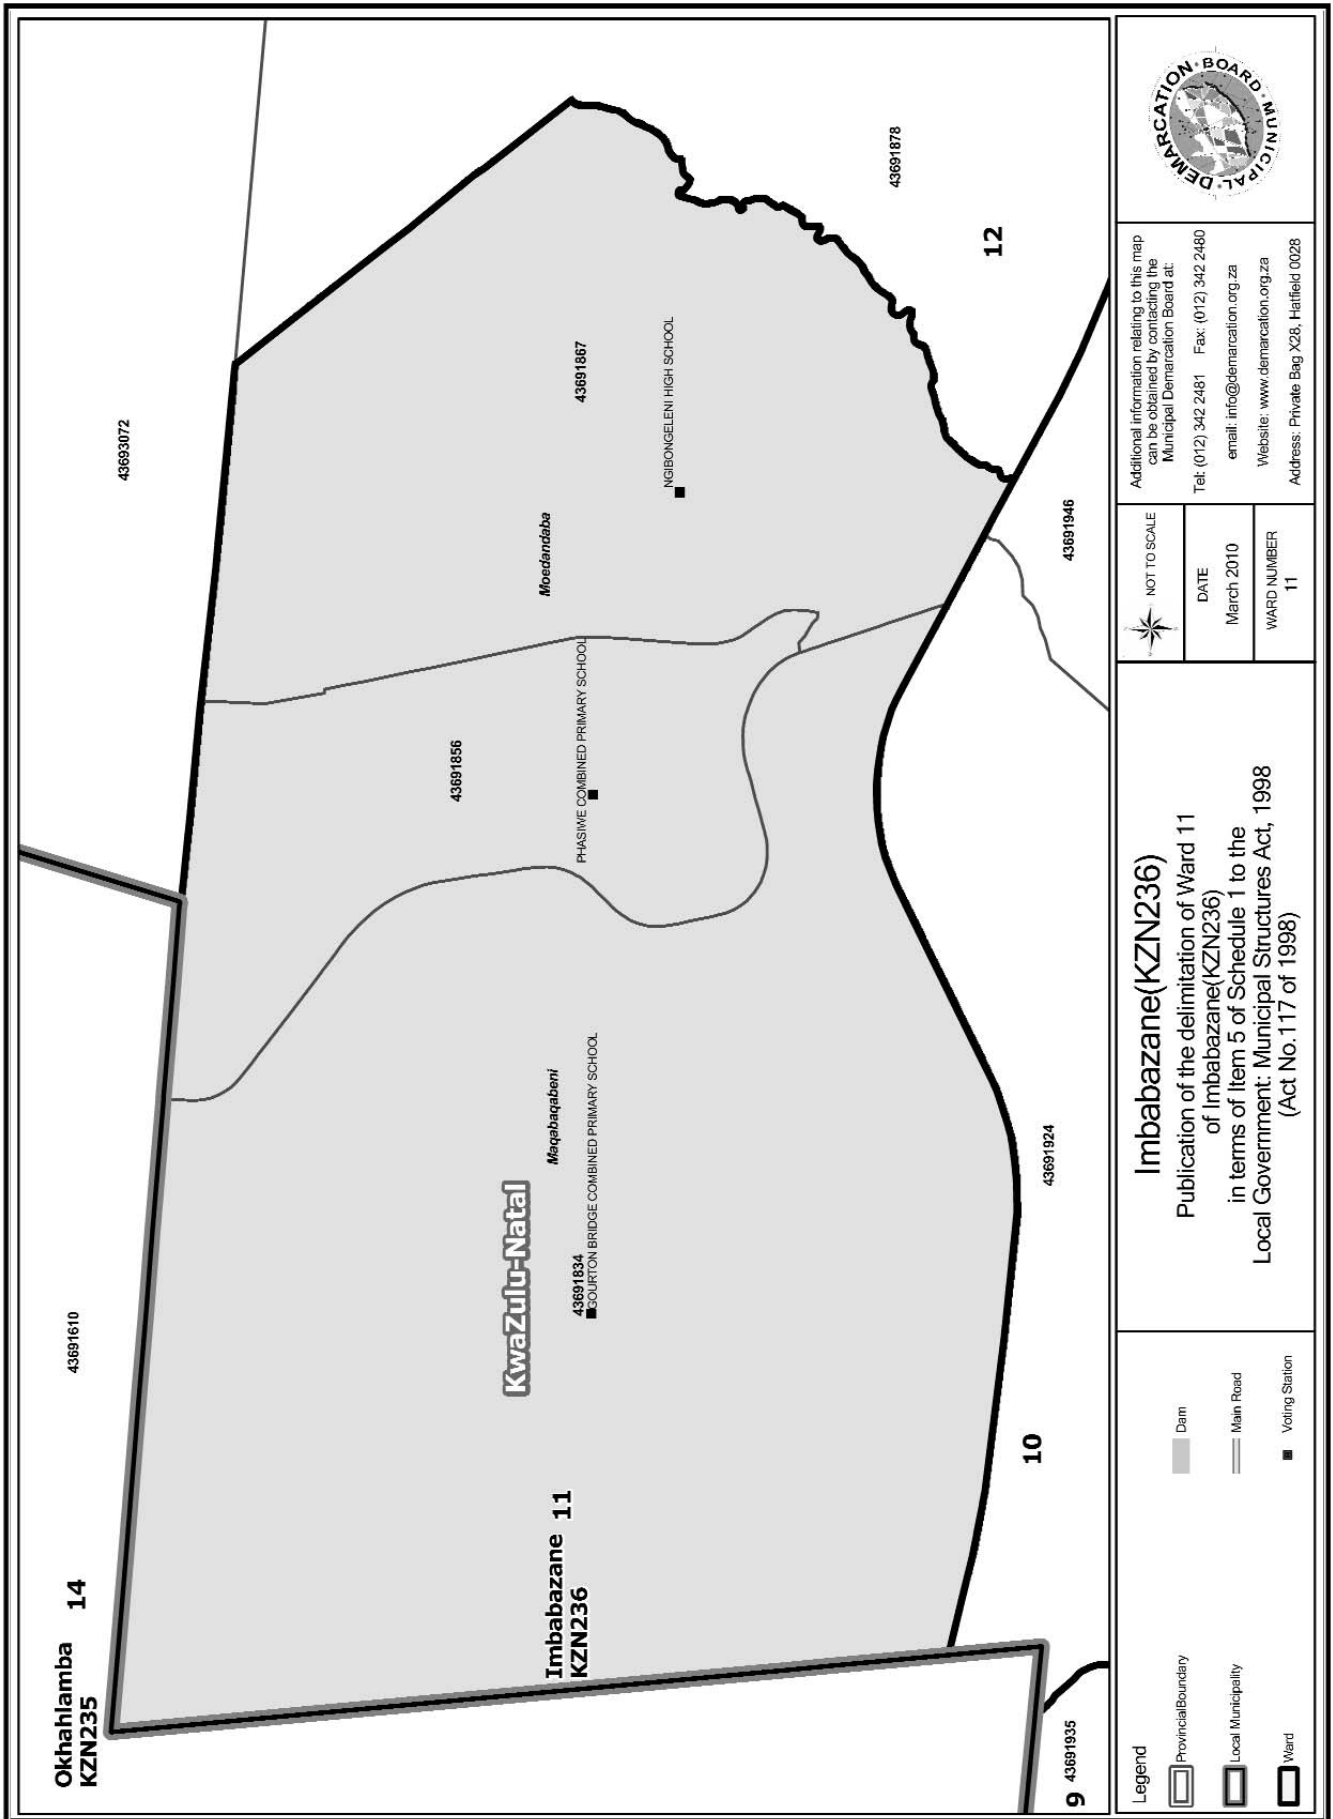 Okhahlamba 14
KZN235
43691610
43693072
KwaZulu-Natal
Imbabazane 11
KZN236
Maqabaqabeni
43691834
GOURTON BRIDGE COMBINED PRIMARY SCHOOL
43691856
PHASIWE COMBINED PRIMARY SCHOOL
Moedandaba
43691867
NGIBONGELENI HIGH SCHOOL
43691878
12
9 43691935
10
43691924
43691946
Legend
ProvincialBoundary
Local Municipality
Ward
Dam
Main Road
Voting Station
Imbabazane(KZN236)
Publication of the delimitation of Ward 11
of Imbabazane(KZN236)
in terms of Item 5 of Schedule 1 to the
Local Government: Municipal Structures Act, 1998
(Act No.117 of 1998)
NOT TO SCALE
DATE
March 2010
WARD NUMBER
11
Additional information relating to this map
can be obtained by contacting the
Municipal Demarcation Board at:
Tel: (012) 342 2481 Fax: (012) 342 2480
email: info@demarcation.org.za
Website: www.demarcation.org.za
Address: Private Bag X28, Hatfield 0028
MUNICIPAL DEMARCATION BOARD